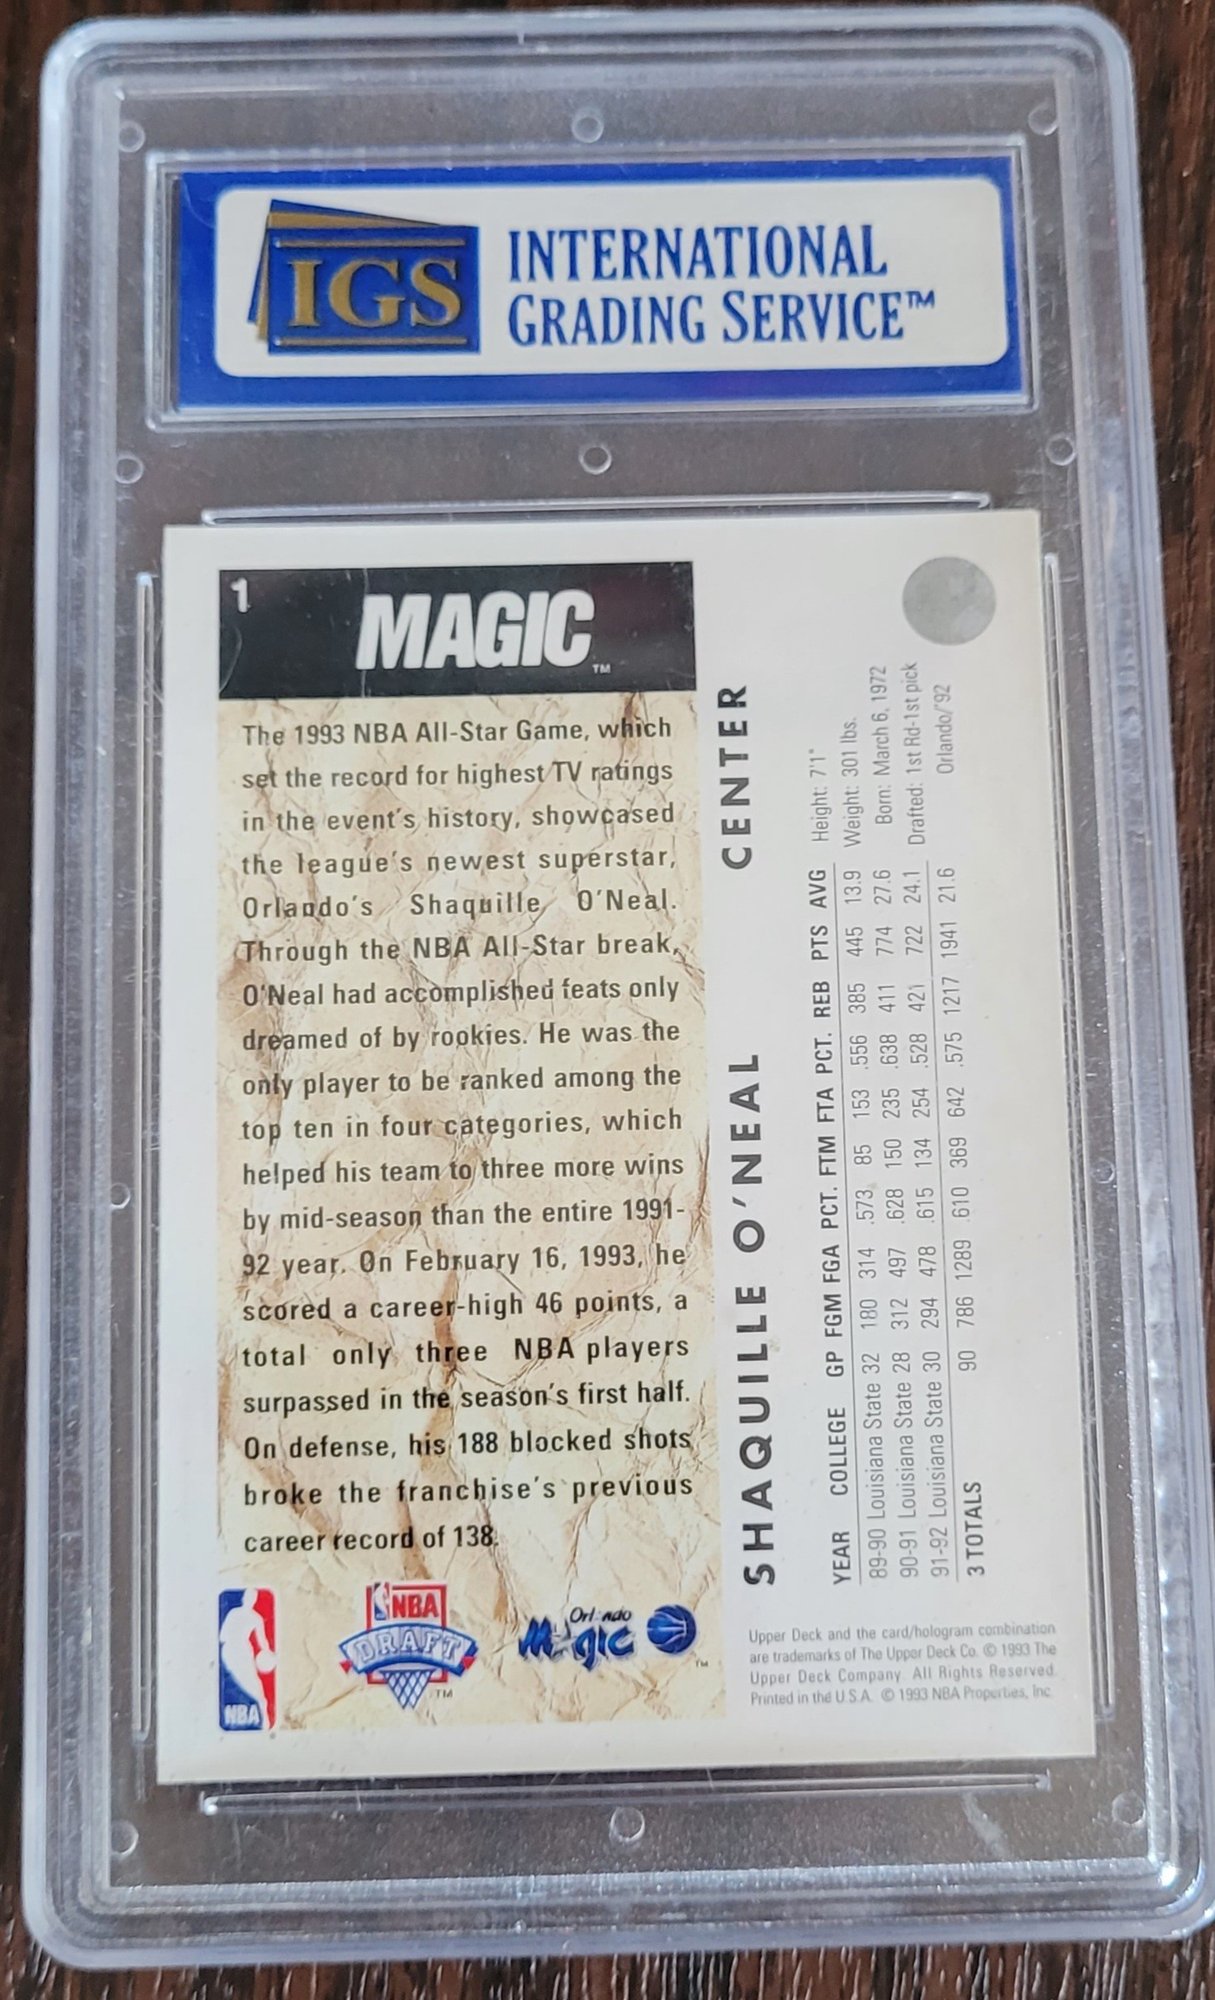 IGS
INTERNATIONAL
GRADING SERVICE™
1
MAGIC™
The 1993 NBA All-Star Game, which
set the record for highest TV ratings
in the event's history, showcased
the league's newest superstar,
Orlando's Shaquille O'Neal.
Through the NBA All-Star break,
O'Neal had accomplished feats only
dreamed of by rookies. He was the
only player to be ranked among the
top ten in four categories, which
helped his team to three more wins
by mid-season than the entire 1991-
92 year. On February 16, 1993, he
scored a career-high 46 points, a
total only three NBA players
surpassed in the season's first half.
On defense, his 188 blocked shots
broke the franchise's previous
career record of 138.
NBA
NBA
DRAFT
TM
Orlando
Magic
TM
SHAQUILLE O'NEAL CENTER
Height: 7'1"
Weight: 301 lbs.
Born: March 6, 1972
Drafted: 1st Rd-1st pick
Orlando/'92
YEAR COLLEGE GP FGM FGA PCT. FTM FTA PCT. REB PTS AVG
89-90 Louisiana State 32 180 314 .573 85 153 .556 385 445 13.9
90-91 Louisiana State 28 312 497 .628 150 235 .638 411 774 27.6
91-92 Louisiana State 30 294 478 .615 134 254 .528 421 722 24.1
3 TOTALS 90 786 1289 .610 369 642 .575 1217 1941 21.6
Upper Deck and the card/hologram combination
are trademarks of The Upper Deck Co. © 1993 The
Upper Deck Company. All Rights Reserved.
Printed in the U.S.A. © 1993 NBA Properties, Inc.